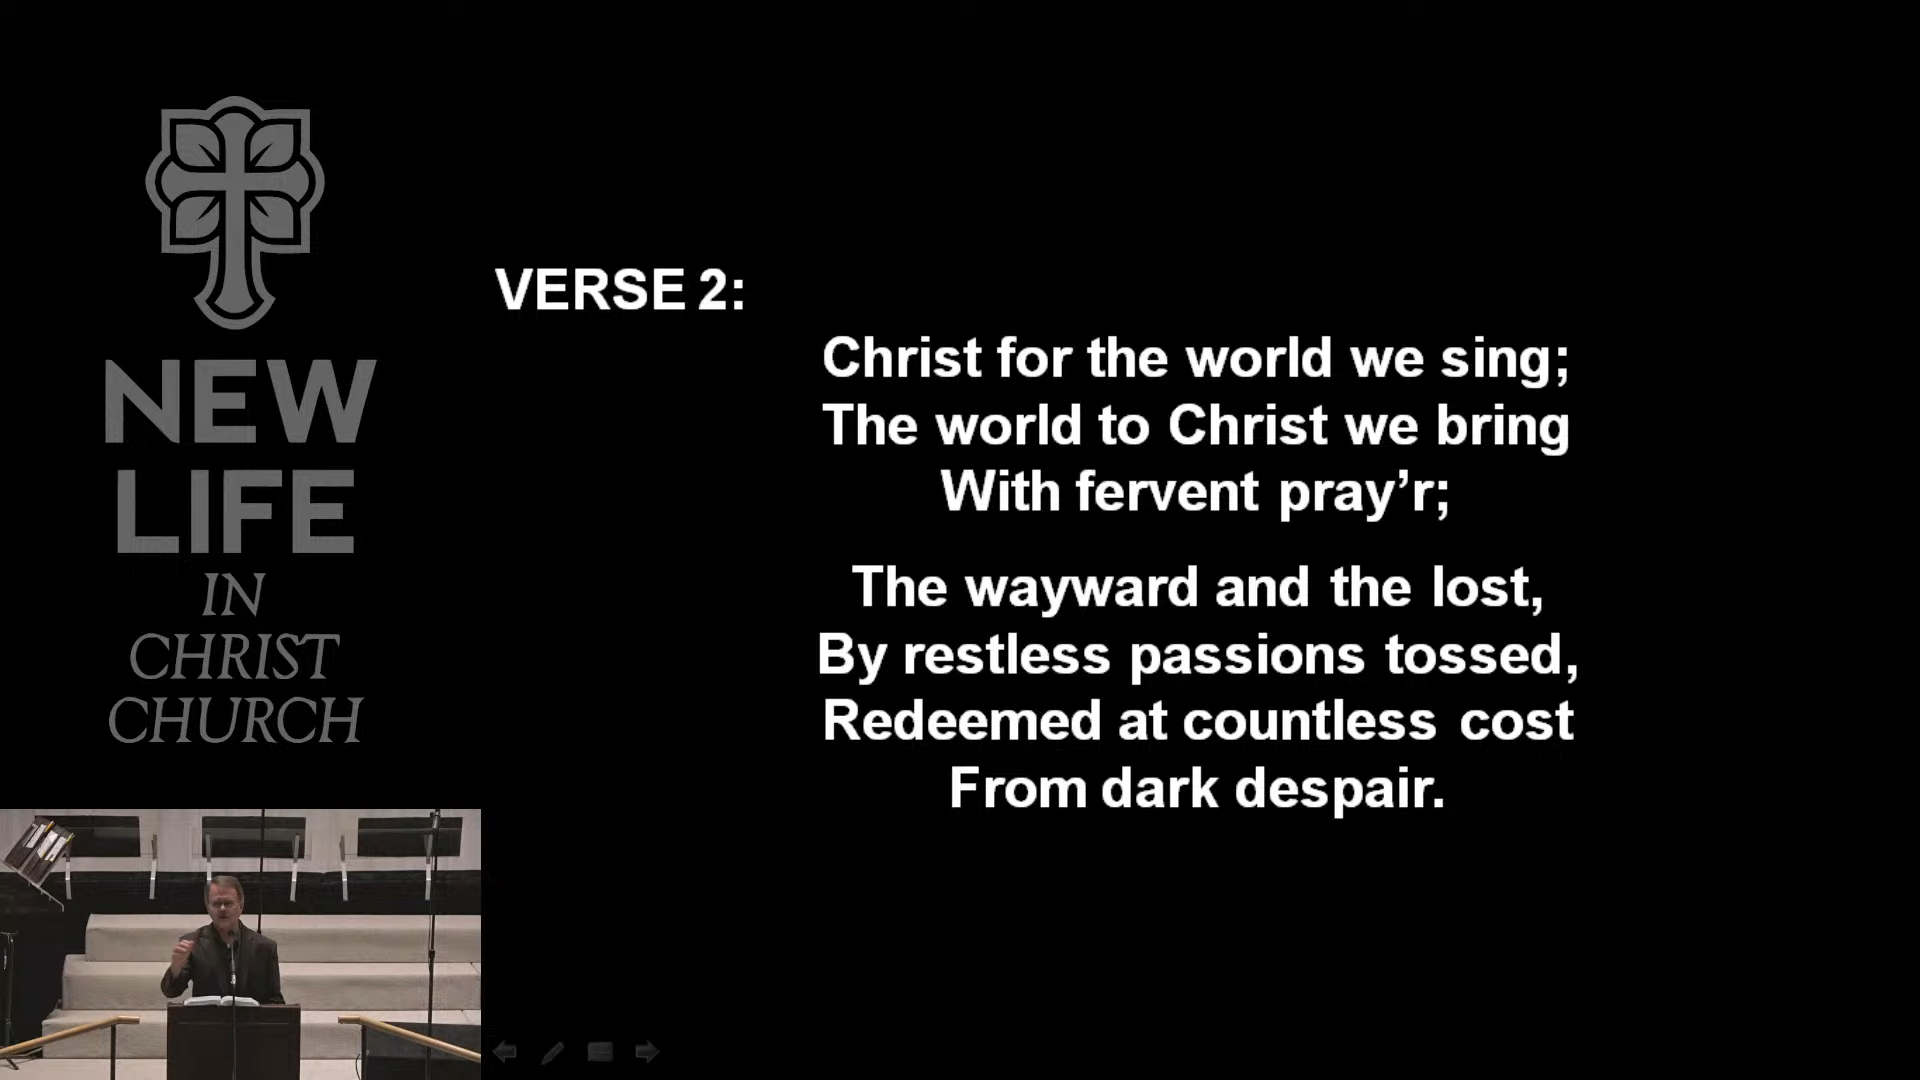 NEW
LIFE
IN
CHRIST
CHURCH
VERSE 2:
Christ for the world we sing;
The world to Christ we bring
With fervent pray’r;
The wayward and the lost,
By restless passions tossed,
Redeemed at countless cost
From dark despair.